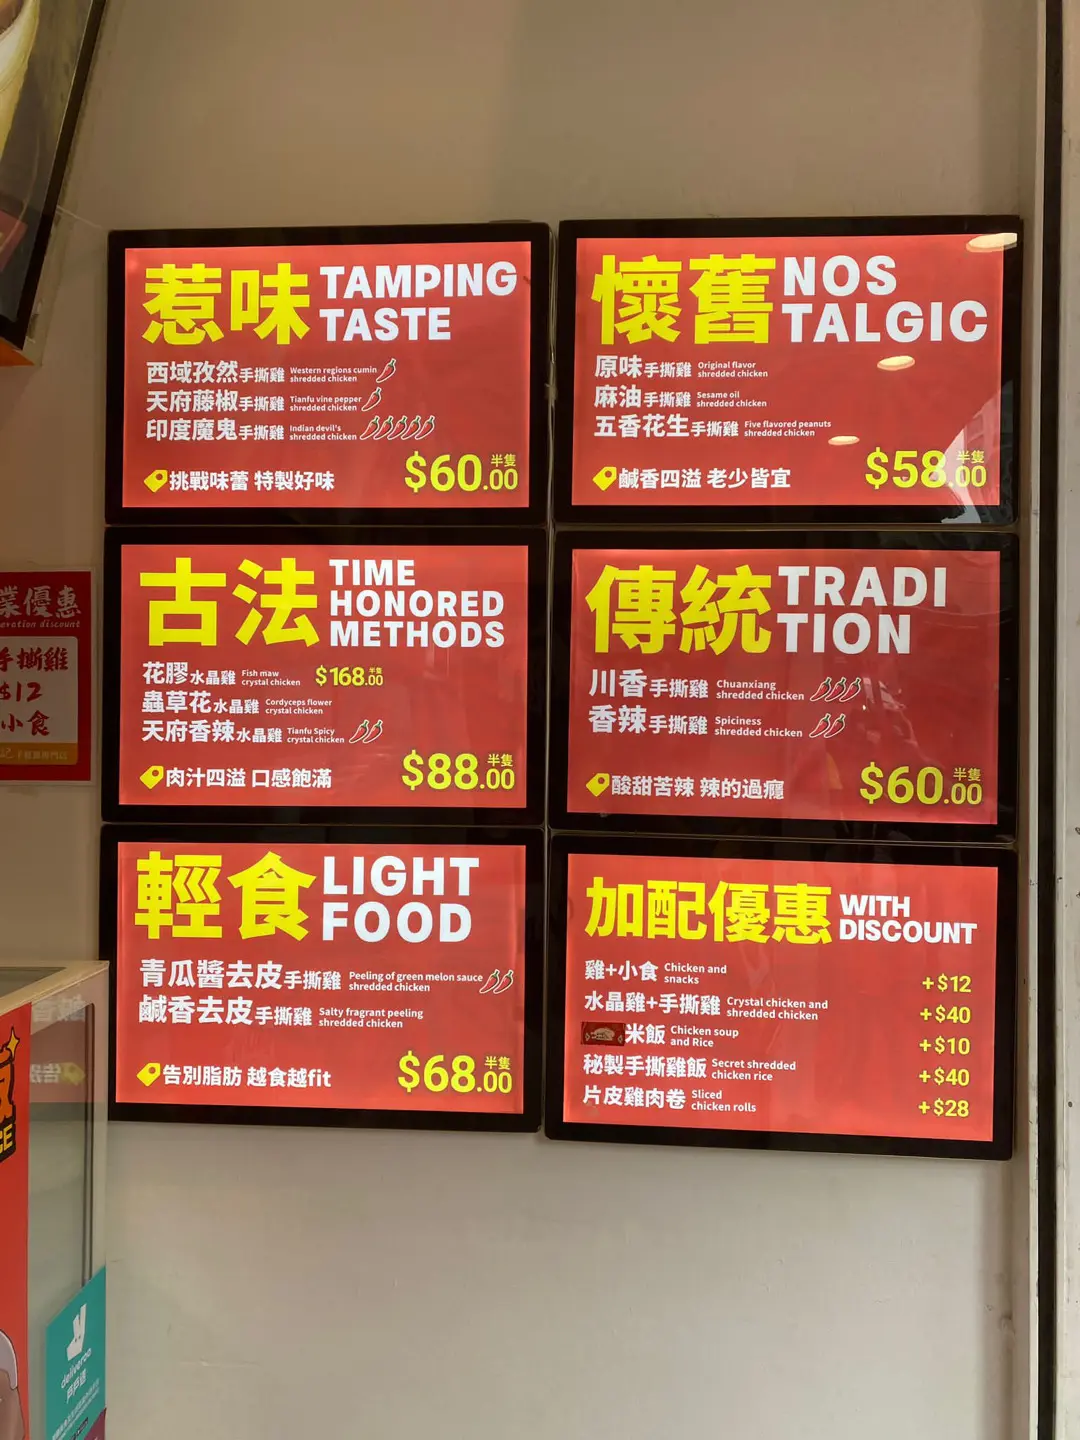 惹味 TAMPING TASTE
西域孜然手撕雞 Western regions cumin shredded chicken
天府藤椒手撕雞 Tianfu vine pepper shredded chicken
印度魔鬼手撕雞 Indian devil's shredded chicken
挑戰味蕾 特製好味
$60.00 半隻
懷舊 NOS TALGIC
原味手撕雞 Original flavor shredded chicken
麻油手撕雞 Sesame oil shredded chicken
五香花生手撕雞 Five flavored peanuts shredded chicken
鹹香四溢 老少皆宜
$58.00 半隻
古法 TIME HONORED METHODS
花膠水晶雞 Fish maw crystal chicken $168.00 半隻
蟲草花水晶雞 Cordyceps flower crystal chicken
天府香辣水晶雞 Tianfu Spicy crystal chicken
肉汁四溢 口感飽滿
$88.00 半隻
傳統 TRADI TION
川香手撕雞 Chuanxiang shredded chicken
香辣手撕雞 Spiciness shredded chicken
酸甜苦辣 辣的過癮
$60.00 半隻
輕食 LIGHT FOOD
青瓜醬去皮手撕雞 Peeling of green melon sauce shredded chicken
鹹香去皮手撕雞 Salty fragrant peeling shredded chicken
告別脂肪 越食越fit
$68.00 半隻
加配優惠 WITH DISCOUNT
雞+小食 Chicken and snacks +$12
水晶雞+手撕雞 Crystal chicken and shredded chicken +$40
米飯 Chicken soup and Rice +$10
秘製手撕雞飯 Secret shredded chicken rice +$40
片皮雞肉卷 Sliced chicken rolls +$28
業優惠
eration discount
手撕雞
$12
小食
deliveroo
戶戶送